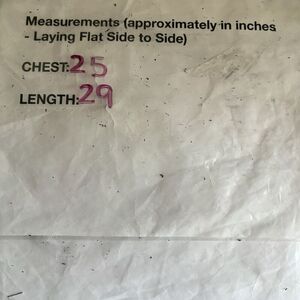 Measurements (approximately in inches
- Laying Flat Side to Side)
CHEST:25
LENGTH:29